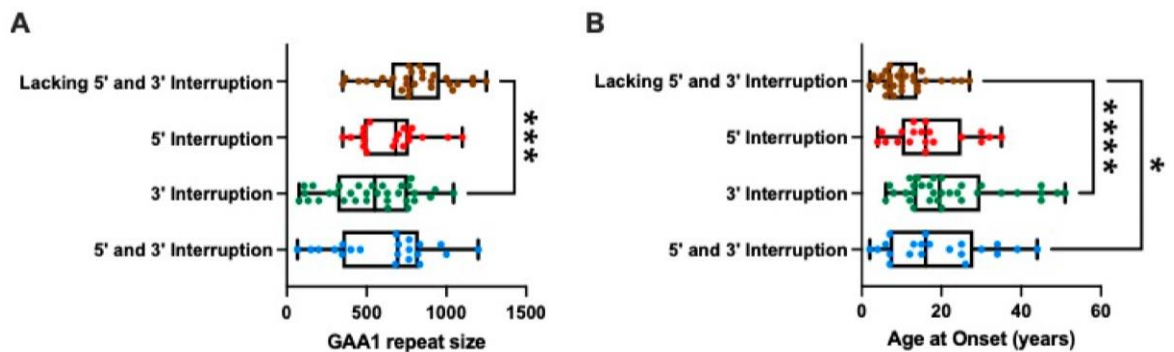 A
Lacking 5' and 3' Interruption
5' Interruption
3' Interruption
5' and 3' Interruption
***
0 500 1000 1500
GAA1 repeat size
B
Lacking 5' and 3' Interruption
5' Interruption
3' Interruption
5' and 3' Interruption
****
*
0 20 40 60
Age at Onset (years)